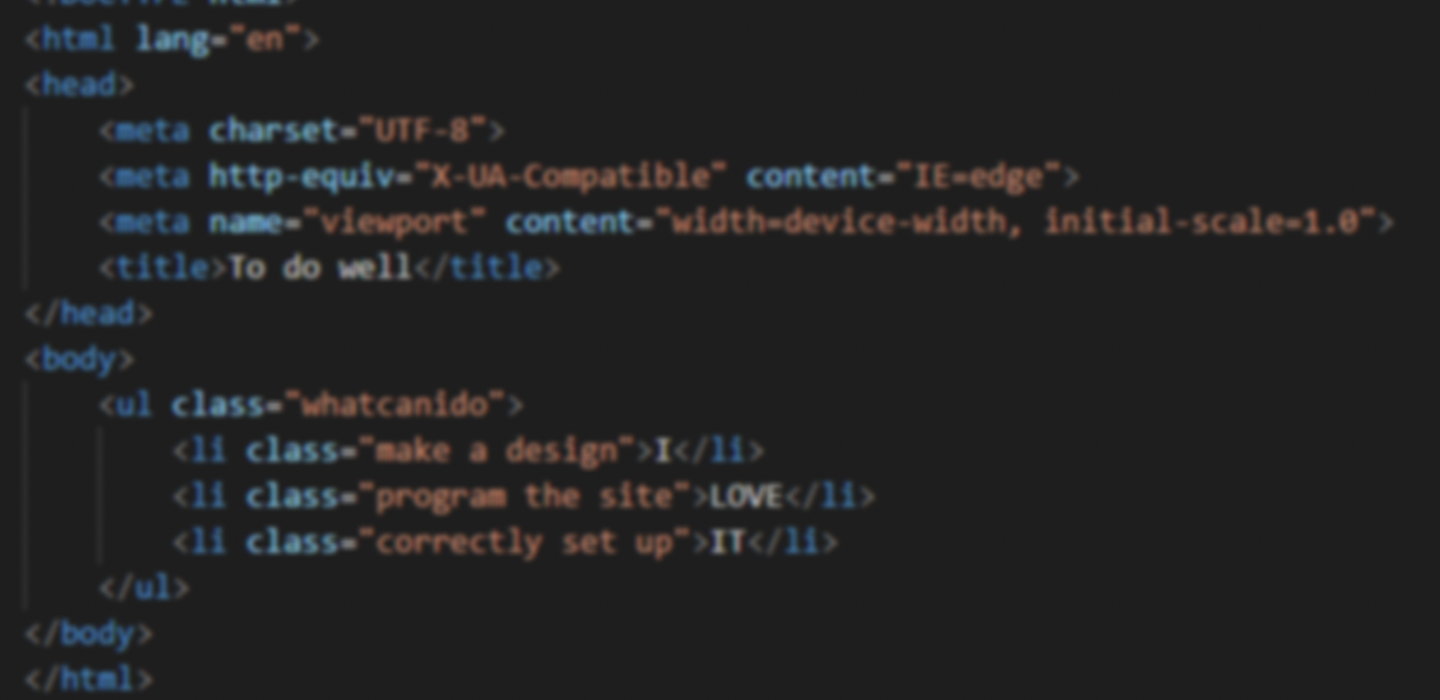 <!DOCTYPE html>
<html lang="en">
<head>
    <meta charset="UTF-8">
    <meta http-equiv="X-UA-Compatible" content="IE=edge">
    <meta name="viewport" content="width=device-width, initial-scale=1.0">
    <title>To do well</title>
</head>
<body>
    <ul class="whatcanido">
        <li class="make a design">I</li>
        <li class="program the site">LOVE</li>
        <li class="correctly set up">IT</li>
    </ul>
</body>
</html>